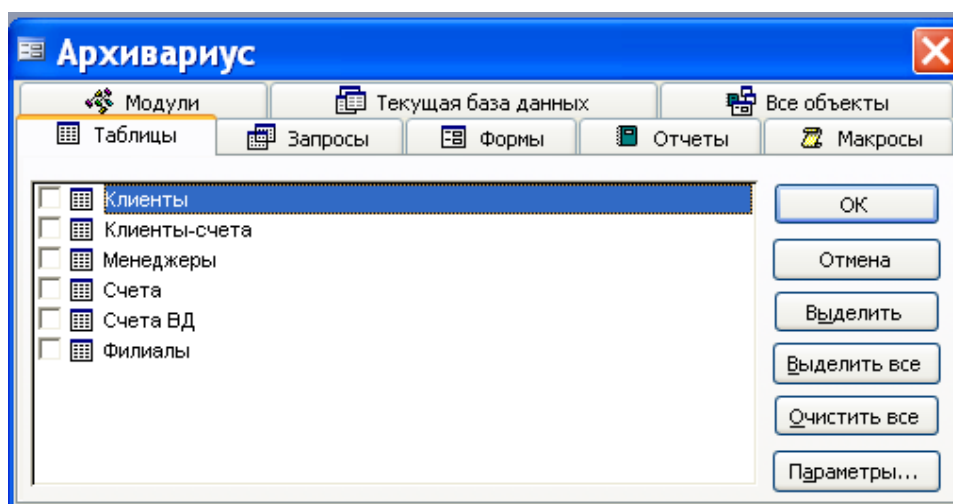 Архивариус
Модули Текущая база данных Все объекты
Таблицы Запросы Формы Отчеты Макросы
Клиенты
Клиенты-счета
Менеджеры
Счета
Счета ВД
Филиалы
ОК
Отмена
Выделить
Выделить все
Очистить все
Параметры...